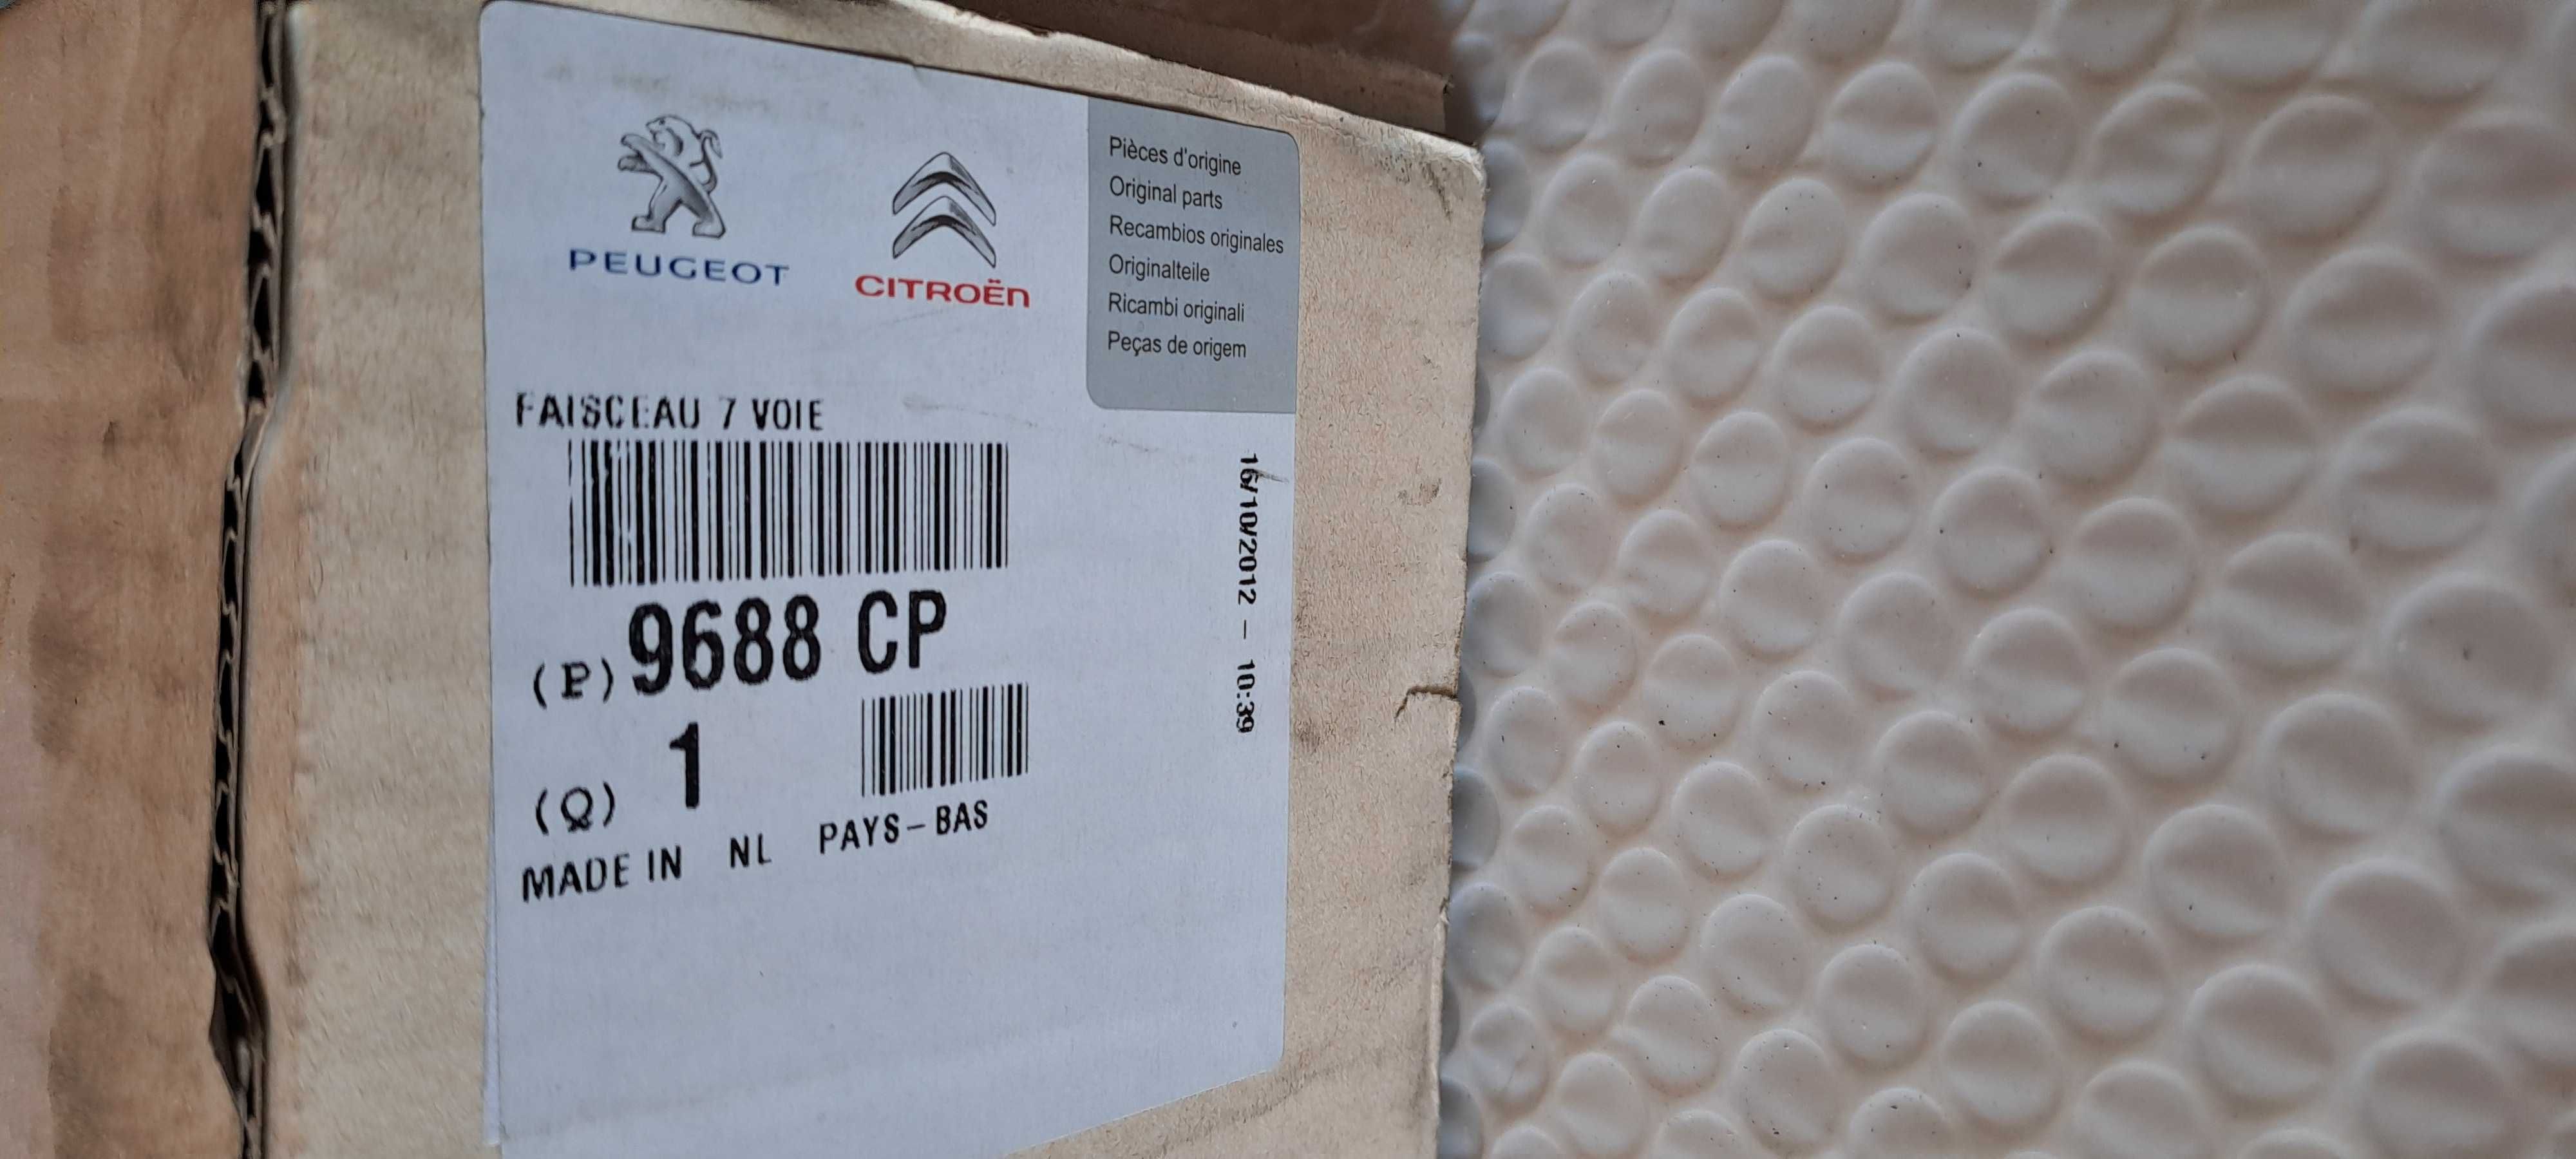 PEUGEOT
CITROËN
Pièces d'origine
Original parts
Recambios originales
Originalteile
Ricambi originali
Peças de origem
FAISCEAU 7 VOIE
(P) 9688 CP
(Q) 1
MADE IN NL PAYS-BAS
16/10/2012 - 10:39